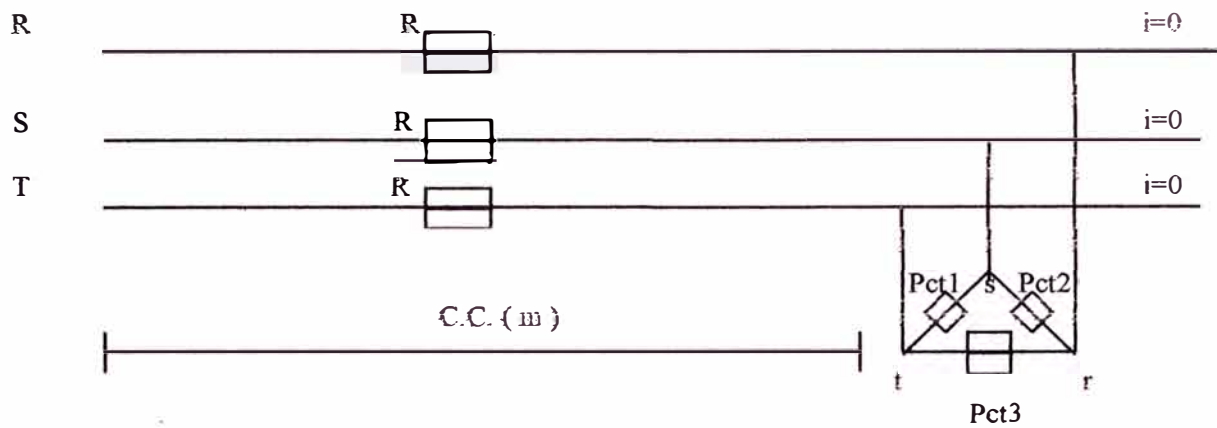 R R i=0
S R i=0
T R i=0
Pct1 s Pct2
C.C. ( m )
t r
Pct3